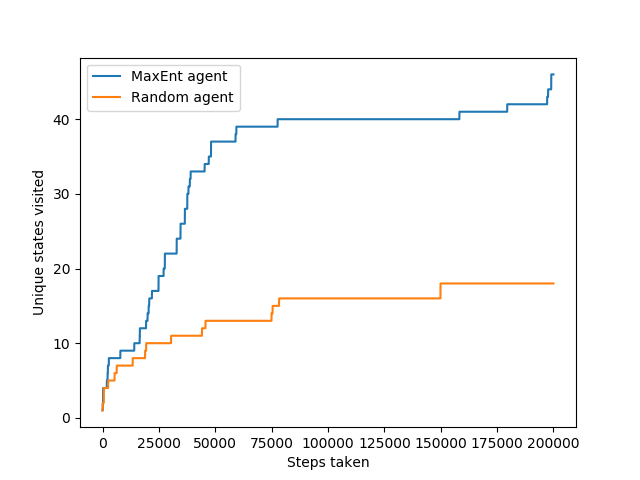 MaxEnt agent
Random agent
Unique states visited
40
30
20
10
0
0 25000 50000 75000 100000 125000 150000 175000 200000
Steps taken